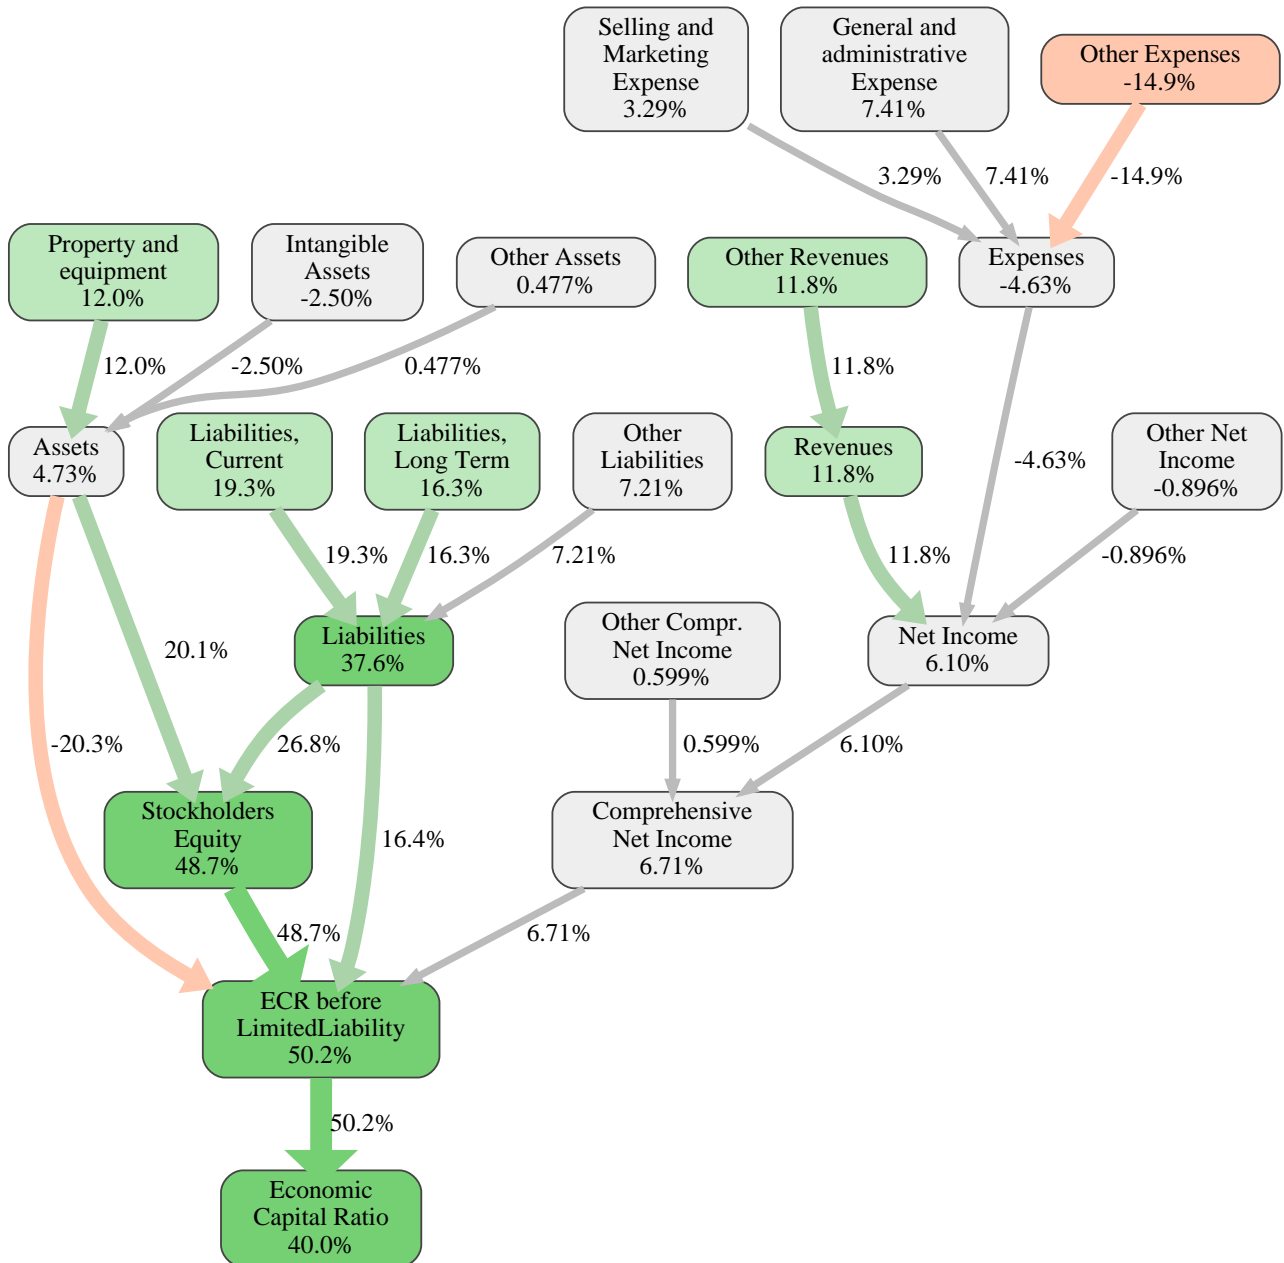 Selling and
Marketing
Expense
3.29%
General and
administrative
Expense
7.41%
Other Expenses
-14.9%
3.29%
7.41%
-14.9%
Property and
equipment
12.0%
Intangible
Assets
-2.50%
Other Assets
0.477%
Other Revenues
11.8%
Expenses
-4.63%
12.0%
-2.50%
0.477%
11.8%
Assets
4.73%
Liabilities,
Current
19.3%
Liabilities,
Long Term
16.3%
Other
Liabilities
7.21%
Revenues
11.8%
-4.63%
Other Net
Income
-0.896%
19.3%
16.3%
7.21%
11.8%
-0.896%
20.1%
Liabilities
37.6%
Other Compr.
Net Income
0.599%
Net Income
6.10%
-20.3%
26.8%
0.599%
6.10%
Stockholders
Equity
48.7%
16.4%
Comprehensive
Net Income
6.71%
48.7%
6.71%
ECR before
LimitedLiability
50.2%
50.2%
Economic
Capital Ratio
40.0%